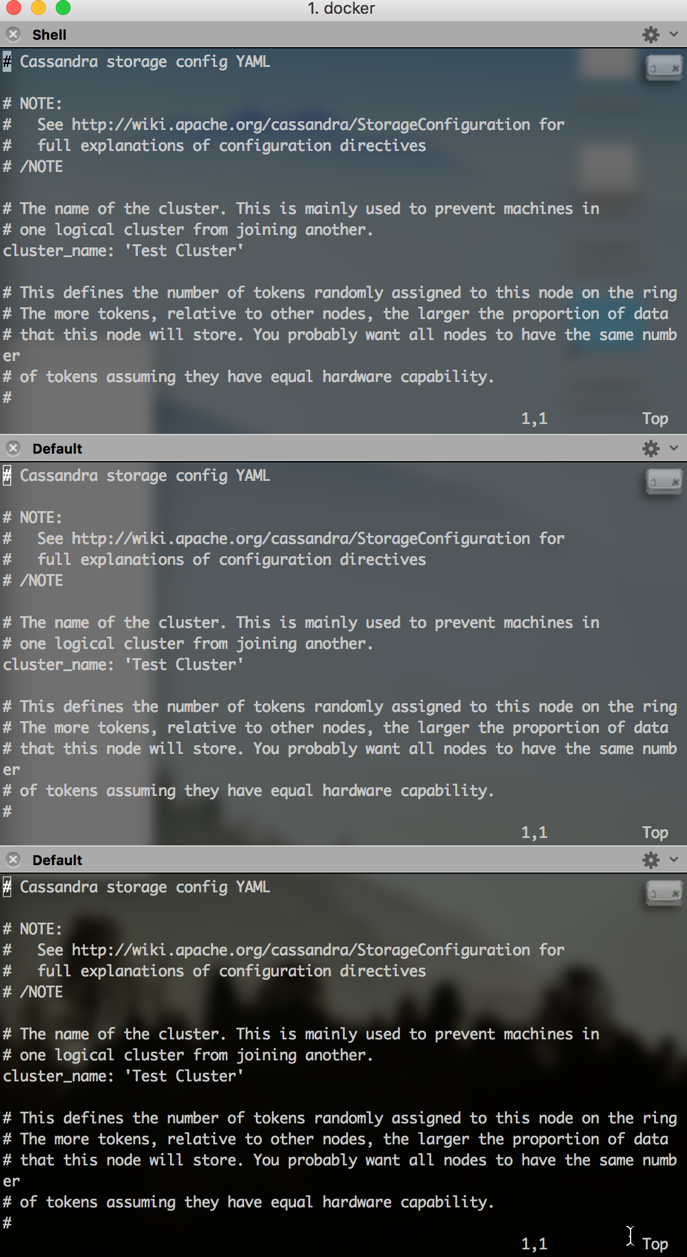 1. docker
Shell
# Cassandra storage config YAML
# NOTE:
#   See http://wiki.apache.org/cassandra/StorageConfiguration for
#   full explanations of configuration directives
# /NOTE
# The name of the cluster. This is mainly used to prevent machines in
# one logical cluster from joining another.
cluster_name: 'Test Cluster'
# This defines the number of tokens randomly assigned to this node on the ring
# The more tokens, relative to other nodes, the larger the proportion of data
# that this node will store. You probably want all nodes to have the same numb
er
# of tokens assuming they have equal hardware capability.
#
1,1 Top
Default
# Cassandra storage config YAML
# NOTE:
#   See http://wiki.apache.org/cassandra/StorageConfiguration for
#   full explanations of configuration directives
# /NOTE
# The name of the cluster. This is mainly used to prevent machines in
# one logical cluster from joining another.
cluster_name: 'Test Cluster'
# This defines the number of tokens randomly assigned to this node on the ring
# The more tokens, relative to other nodes, the larger the proportion of data
# that this node will store. You probably want all nodes to have the same numb
er
# of tokens assuming they have equal hardware capability.
#
1,1 Top
Default
# Cassandra storage config YAML
# NOTE:
#   See http://wiki.apache.org/cassandra/StorageConfiguration for
#   full explanations of configuration directives
# /NOTE
# The name of the cluster. This is mainly used to prevent machines in
# one logical cluster from joining another.
cluster_name: 'Test Cluster'
# This defines the number of tokens randomly assigned to this node on the ring
# The more tokens, relative to other nodes, the larger the proportion of data
# that this node will store. You probably want all nodes to have the same numb
er
# of tokens assuming they have equal hardware capability.
#
1,1 Top